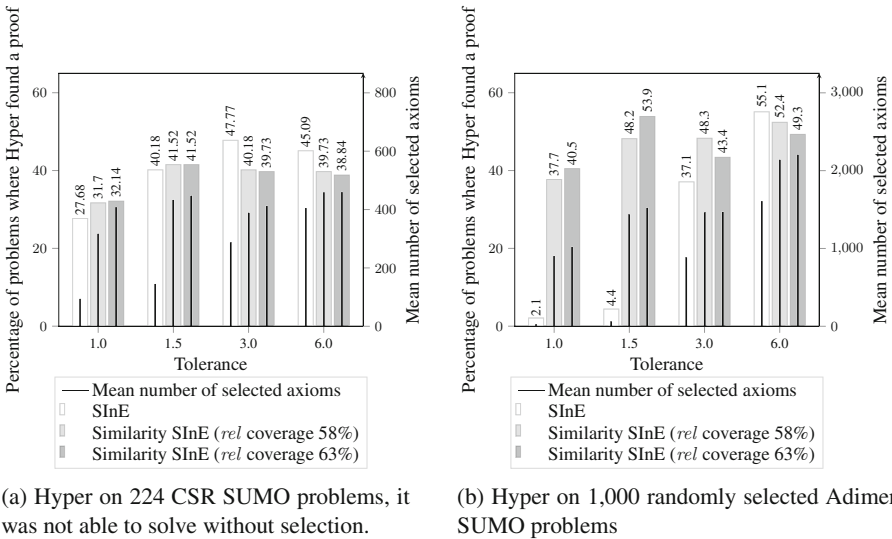 Percentage of problems where Hyper found a proof
60
40
20
0
27.68
31.7
32.14
40.18
41.52
41.52
47.77
40.18
39.73
45.09
39.73
38.84
800
600
400
200
0
Mean number of selected axioms
1.0
1.5
3.0
6.0
Tolerance
Mean number of selected axioms
SInE
Similarity SInE (rel coverage 58%)
Similarity SInE (rel coverage 63%)
(a) Hyper on 224 CSR SUMO problems, it
was not able to solve without selection.
Percentage of problems where Hyper found a proof
60
40
20
0
2.1
37.7
40.5
4.4
48.2
53.9
37.1
48.3
43.4
55.1
52.4
49.3
3,000
2,000
1,000
0
Mean number of selected axioms
1.0
1.5
3.0
6.0
Tolerance
Mean number of selected axioms
SInE
Similarity SInE (rel coverage 58%)
Similarity SInE (rel coverage 63%)
(b) Hyper on 1,000 randomly selected Adimen
SUMO problems